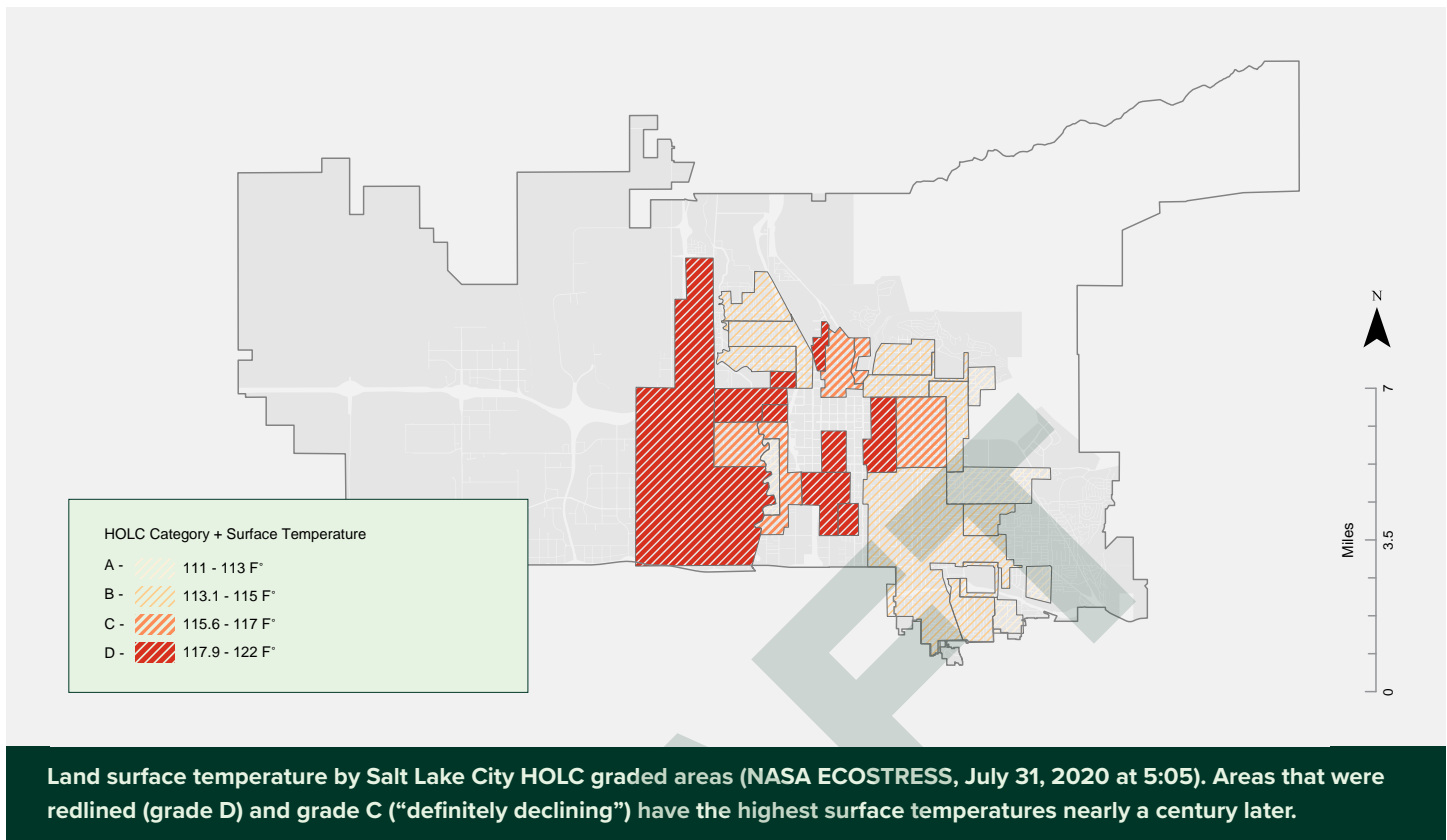 N
7
3.5
0
Miles
HOLC Category + Surface Temperature
A - 111 - 113 F°
B - 113.1 - 115 F°
C - 115.6 - 117 F°
D - 117.9 - 122 F°
Land surface temperature by Salt Lake City HOLC graded areas (NASA ECOSTRESS, July 31, 2020 at 5:05). Areas that were
redlined (grade D) and grade C (“definitely declining”) have the highest surface temperatures nearly a century later.